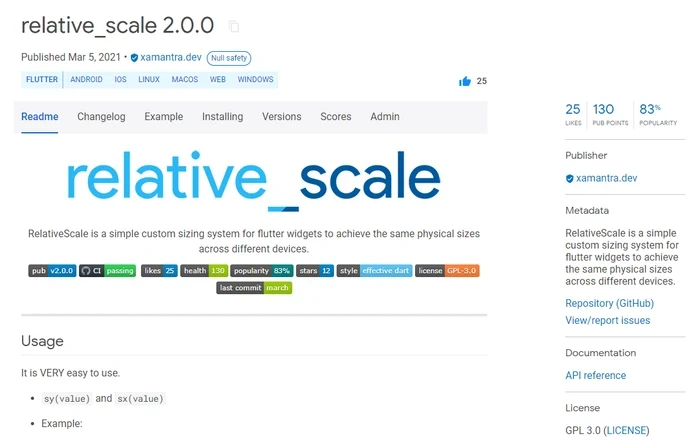 relative_scale 2.0.0
Published Mar 5, 2021 • xamantra.dev Null safety
FLUTTER ANDROID IOS LINUX MACOS WEB WINDOWS
25
Readme Changelog Example Installing Versions Scores Admin
relative_scale
RelativeScale is a simple custom sizing system for flutter widgets to achieve the same physical sizes
across different devices.
pub v2.0.0 CI passing likes 25 health 130 popularity 83% stars 12 style effective dart license GPL-3.0
last commit march
Usage
It is VERY easy to use.
• sy(value) and sx(value)
• Example:
25 130 83%
LIKES PUB POINTS POPULARITY
Publisher
xamantra.dev
Metadata
RelativeScale is a simple
custom sizing system for
flutter widgets to achieve
the same physical sizes
across different devices.
Repository (GitHub)
View/report issues
Documentation
API reference
License
GPL 3.0 (LICENSE)